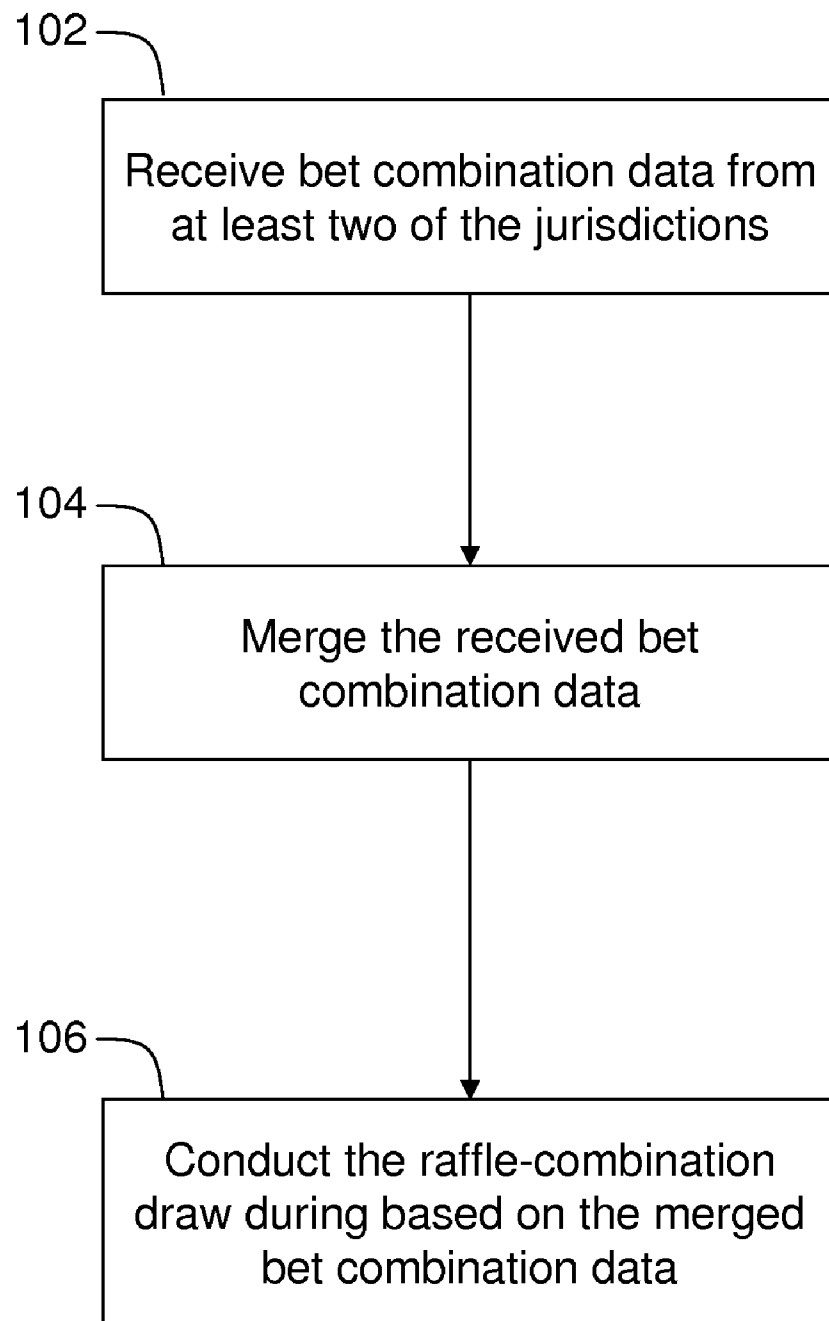 102
Receive bet combination data from
at least two of the jurisdictions
104
Merge the received bet
combination data
106
Conduct the raffle-combination
draw during based on the merged
bet combination data